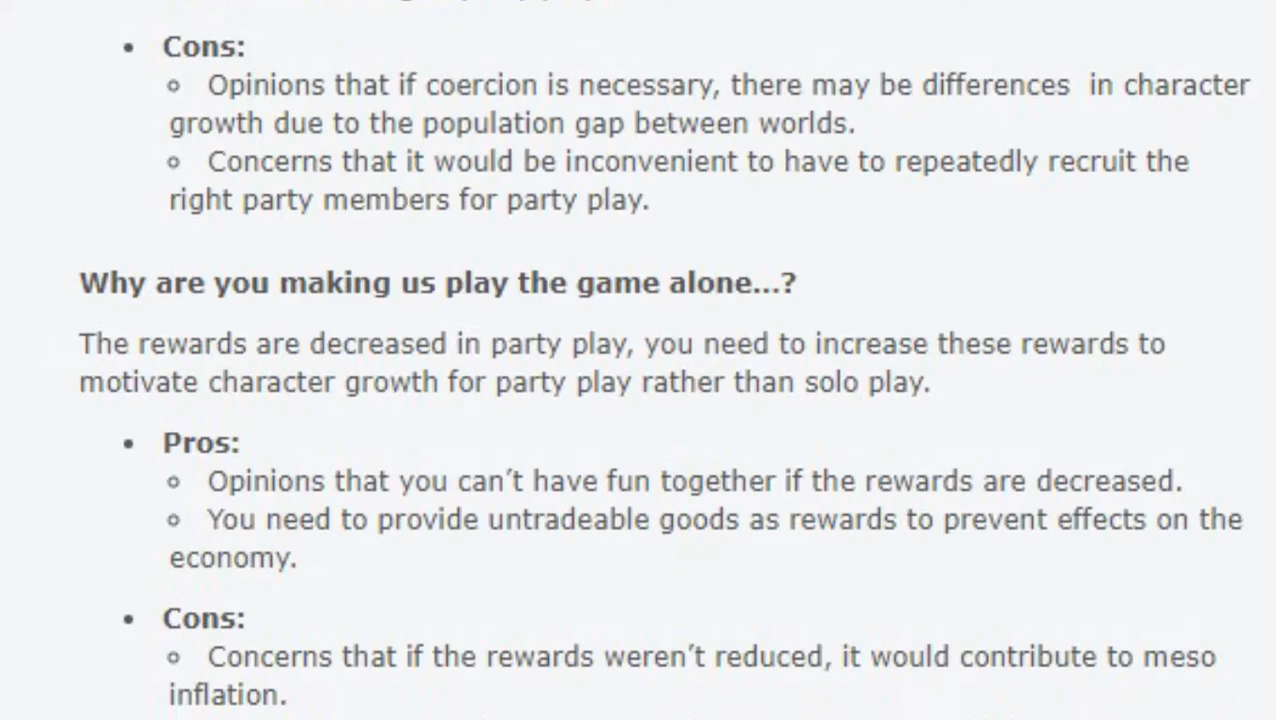 • Cons:
◦ Opinions that if coercion is necessary, there may be differences in character
growth due to the population gap between worlds.
◦ Concerns that it would be inconvenient to have to repeatedly recruit the
right party members for party play.
Why are you making us play the game alone...?
The rewards are decreased in party play, you need to increase these rewards to
motivate character growth for party play rather than solo play.
• Pros:
◦ Opinions that you can’t have fun together if the rewards are decreased.
◦ You need to provide untradeable goods as rewards to prevent effects on the
economy.
• Cons:
◦ Concerns that if the rewards weren’t reduced, it would contribute to meso
inflation.